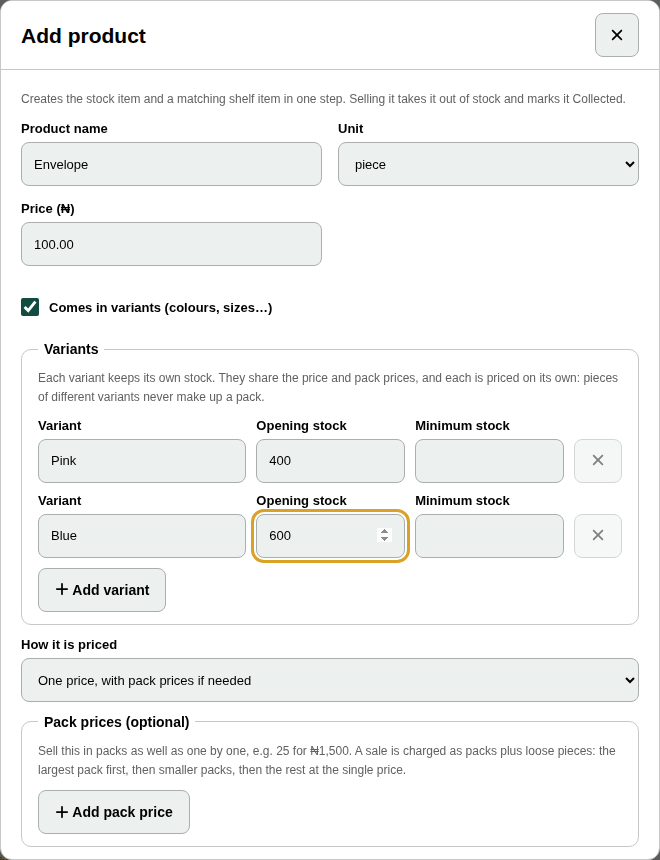 Add product
Creates the stock item and a matching shelf item in one step. Selling it takes it out of stock and marks it Collected.
Product name
Unit
Envelope
piece
Price (₦)
100.00
Comes in variants (colours, sizes…)
Variants
Each variant keeps its own stock. They share the price and pack prices, and each is priced on its own: pieces
of different variants never make up a pack.
Variant
Opening stock
Minimum stock
Pink
400
Variant
Opening stock
Minimum stock
Blue
600
Add variant
How it is priced
One price, with pack prices if needed
Pack prices (optional)
Sell this in packs as well as one by one, e.g. 25 for ₦1,500. A sale is charged as packs plus loose pieces: the
largest pack first, then smaller packs, then the rest at the single price.
Add pack price